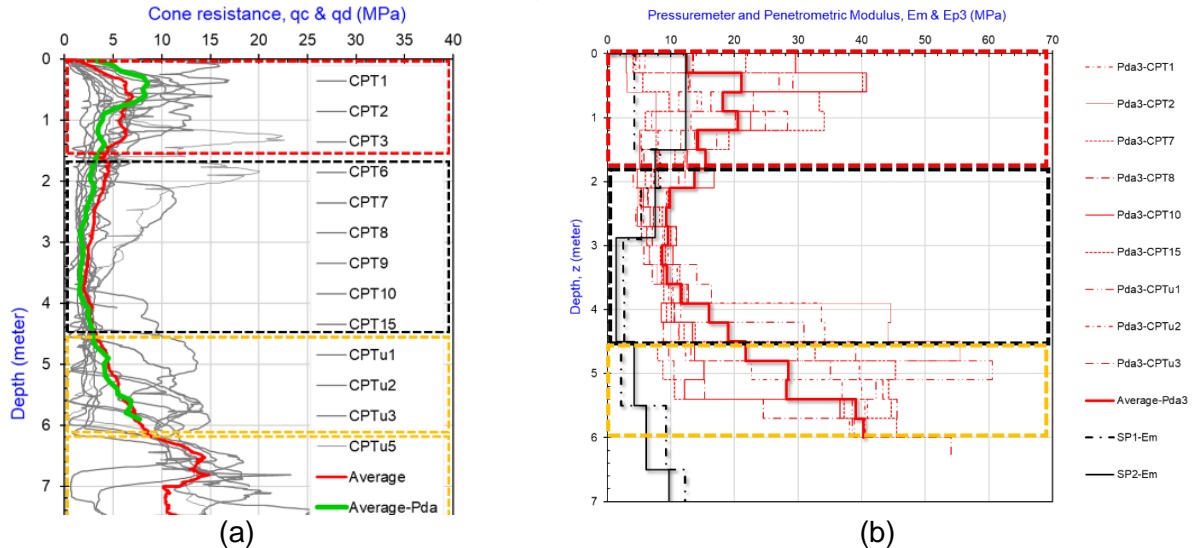 Cone resistance, qc & qd (MPa)
0 5 10 15 20 25 30 35 40
0
1
2
3
4
5
6
7
Depth (meter)
CPT1
CPT2
CPT3
CPT6
CPT7
CPT8
CPT9
CPT10
CPT15
CPTu1
CPTu2
CPTu3
CPTu5
Average
Average-Pda
(a)
Pressuremeter and Penetrometric Modulus, Em & Ep3 (MPa)
0 10 20 30 40 50 60 70
0
1
2
3
4
5
6
7
Depth, z (meter)
Pda3-CPT1
Pda3-CPT2
Pda3-CPT7
Pda3-CPT8
Pda3-CPT10
Pda3-CPT15
Pda3-CPTu1
Pda3-CPTu2
Pda3-CPTu3
Average-Pda3
SP1-Em
SP2-Em
(b)